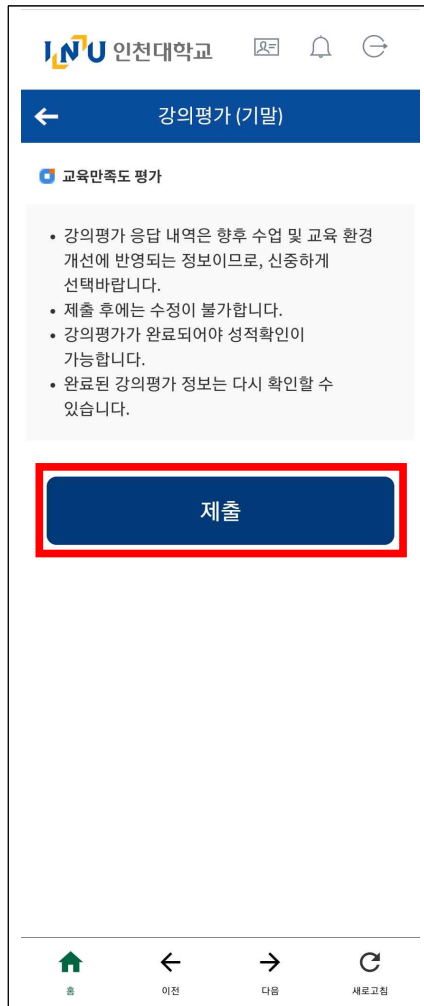 INU 인천대학교
강의평가 (기말)
교육만족도 평가
• 강의평가 응답 내역은 향후 수업 및 교육 환경
개선에 반영되는 정보이므로, 신중하게
선택바랍니다.
• 제출 후에는 수정이 불가합니다.
• 강의평가가 완료되어야 성적확인이
가능합니다.
• 완료된 강의평가 정보는 다시 확인할 수
있습니다.
제출
홈 이전 다음 새로고침